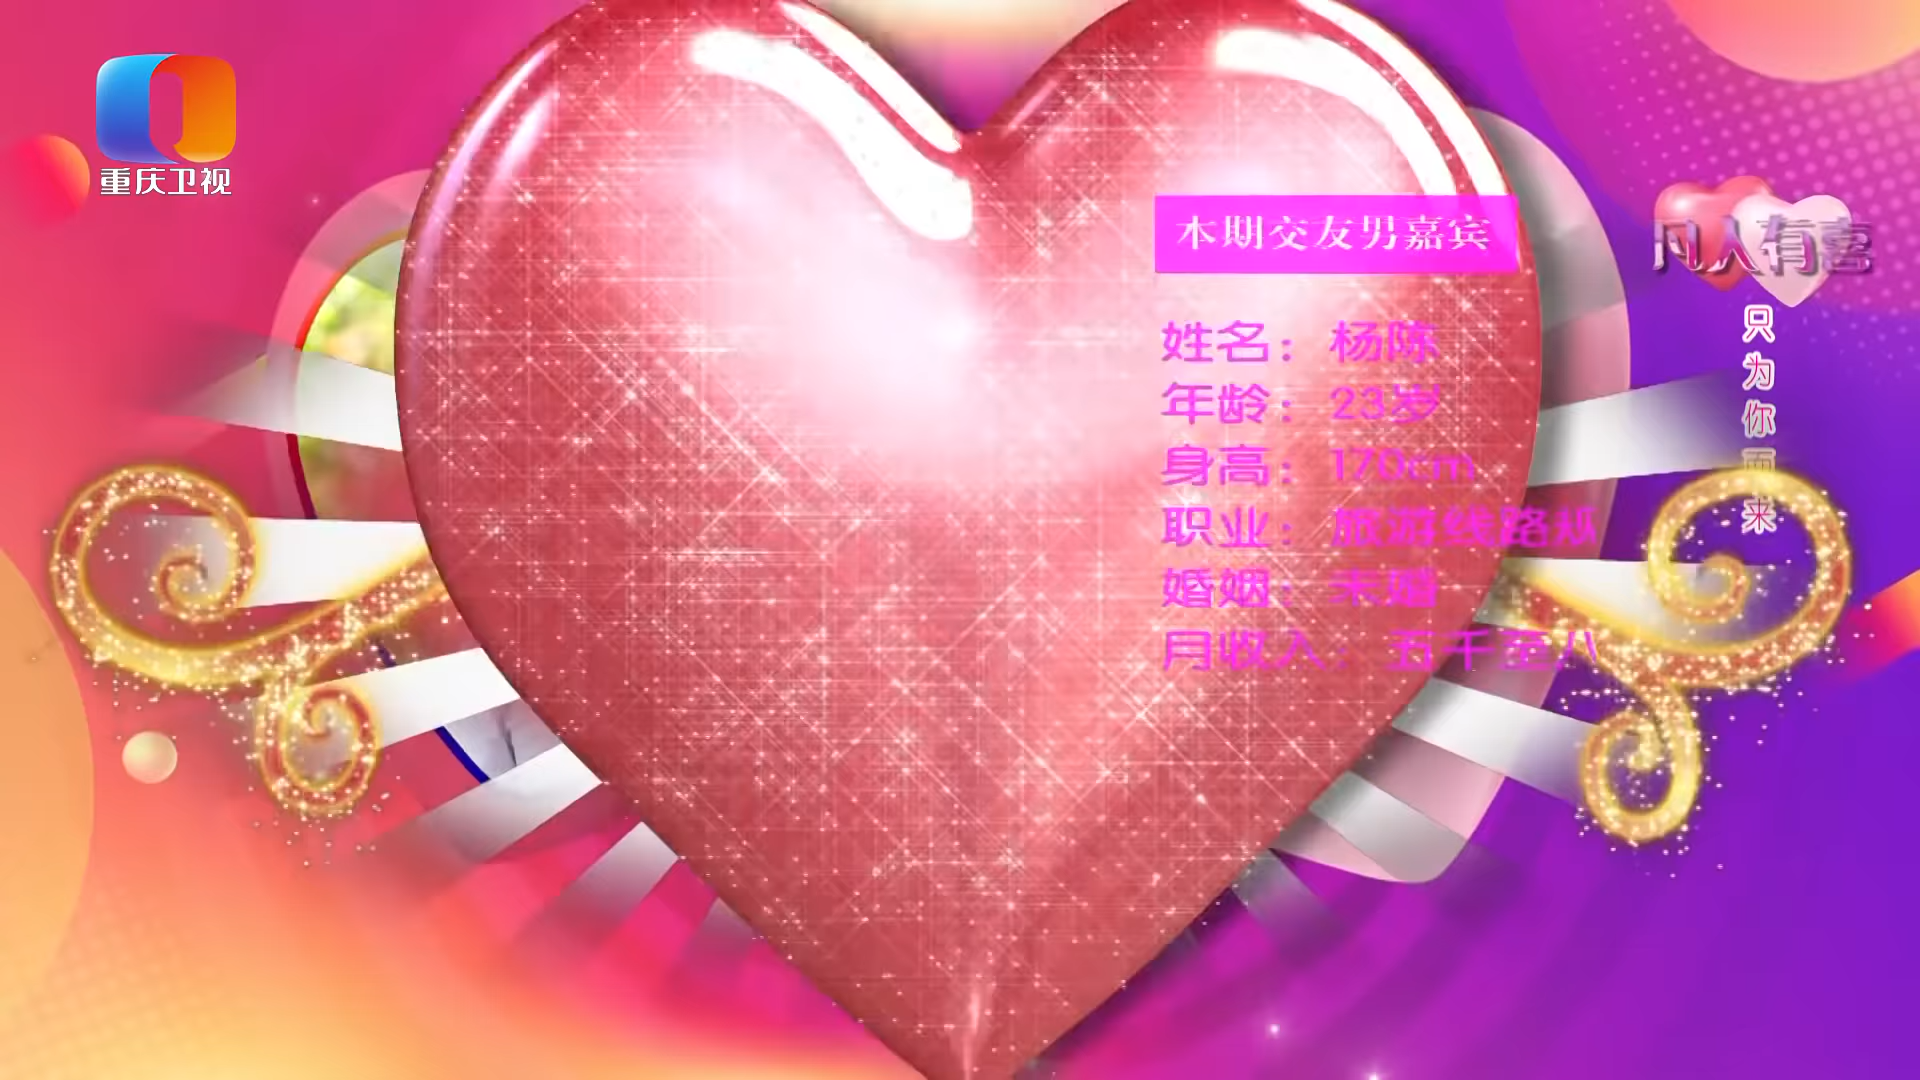 重庆卫视
本期交友男嘉宾
凡人有喜
只为你而来
姓名：杨陈
年龄：23岁
身高：170cm
职业：旅游线路规
婚姻：未婚
月收入：五千至八